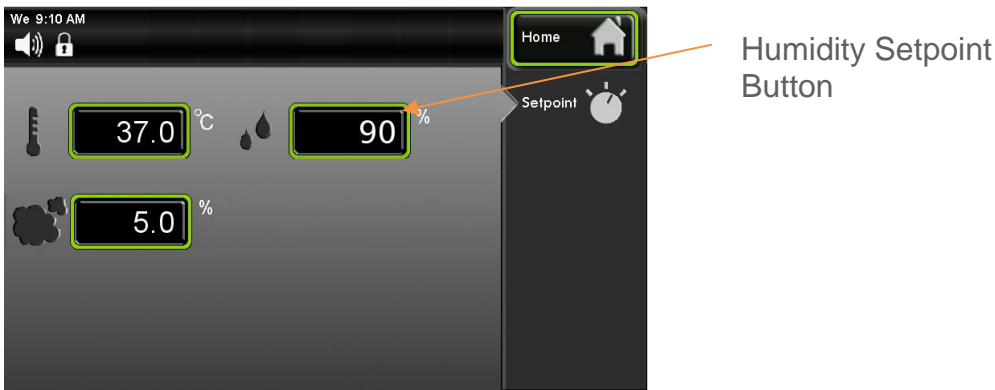 We 9:10 AM
Home
Humidity Setpoint
Button
Setpoint
37.0 °C
90 %
5.0 %